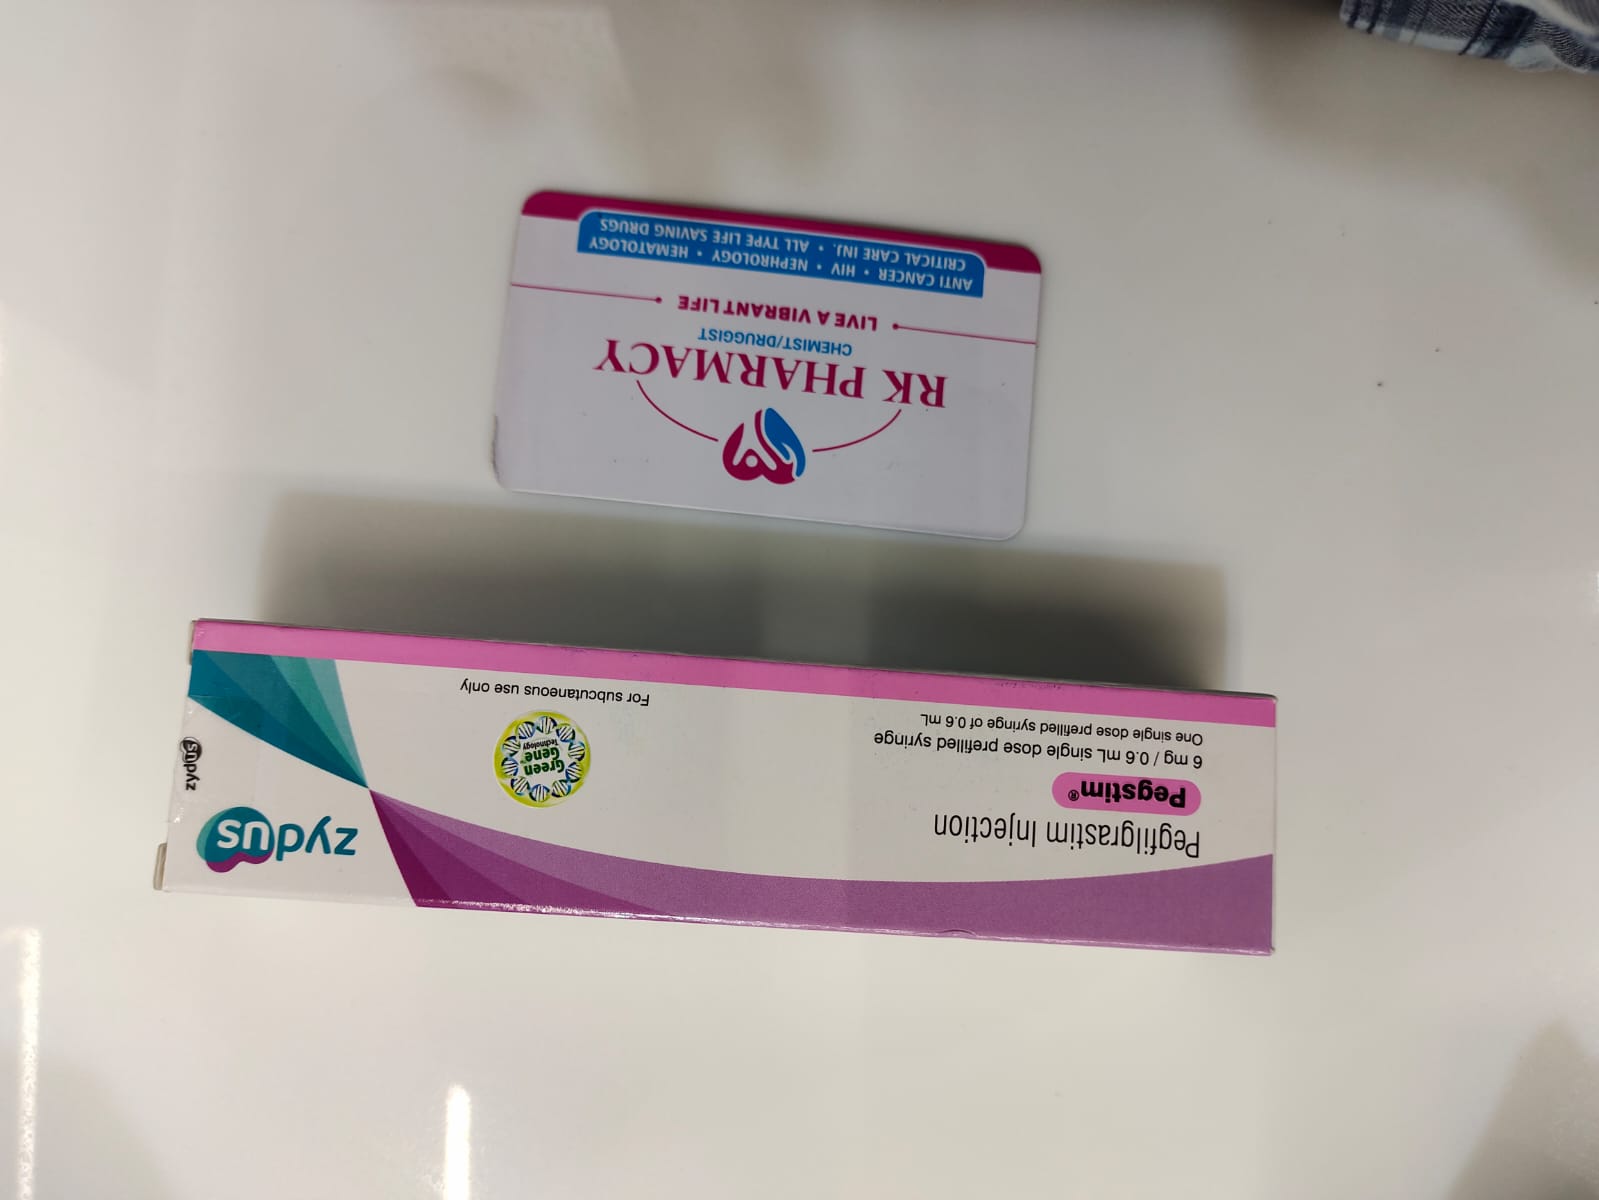 RK PHARMACY
CHEMIST/DRUGGIST
LIVE A VIBRANT LIFE
ANTI CANCER • HIV • NEPHROLOGY • HEMATOLOGY
CRITICAL CARE INJ. • ALL TYPE LIFE SAVING DRUGS
Pegfilgrastim Injection
Pegstim®
6 mg / 0.6 mL single dose prefilled syringe
One single dose prefilled syringe of 0.6 mL
Green
Gene™
Technology
For subcutaneous use only
zydus
zydus